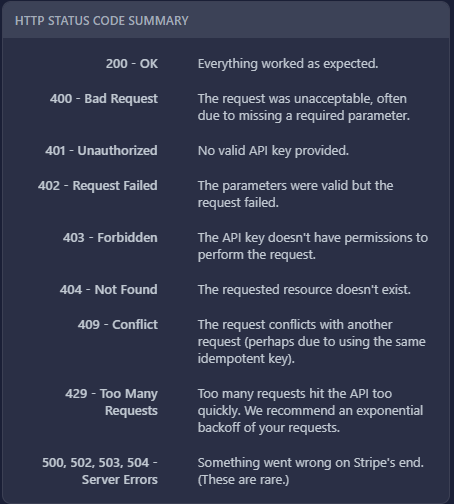 HTTP STATUS CODE SUMMARY
200 - OK
Everything worked as expected.
400 - Bad Request
The request was unacceptable, often
due to missing a required parameter.
401 - Unauthorized
No valid API key provided.
402 - Request Failed
The parameters were valid but the
request failed.
403 - Forbidden
The API key doesn't have permissions to
perform the request.
404 - Not Found
The requested resource doesn't exist.
409 - Conflict
The request conflicts with another
request (perhaps due to using the same
idempotent key).
429 - Too Many
Requests
Too many requests hit the API too
quickly. We recommend an exponential
backoff of your requests.
500, 502, 503, 504 -
Server Errors
Something went wrong on Stripe's end.
(These are rare.)